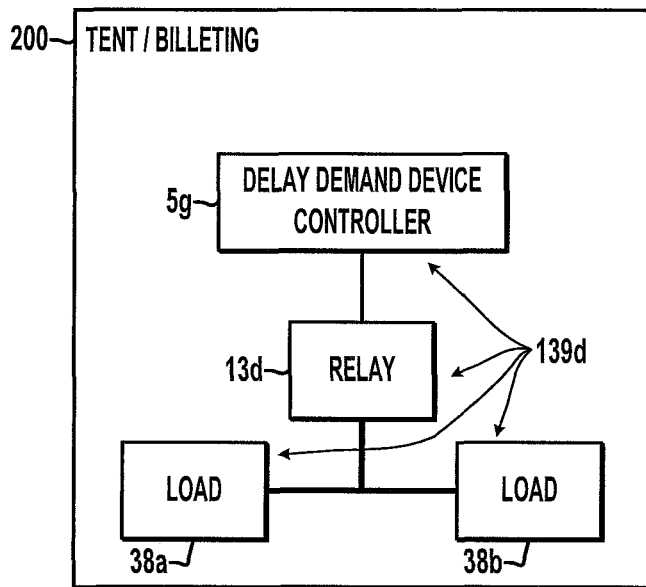 200 TENT / BILLETING
DELAY DEMAND DEVICE
CONTROLLER
5g
RELAY
13d
139d
LOAD
LOAD
38a
38b